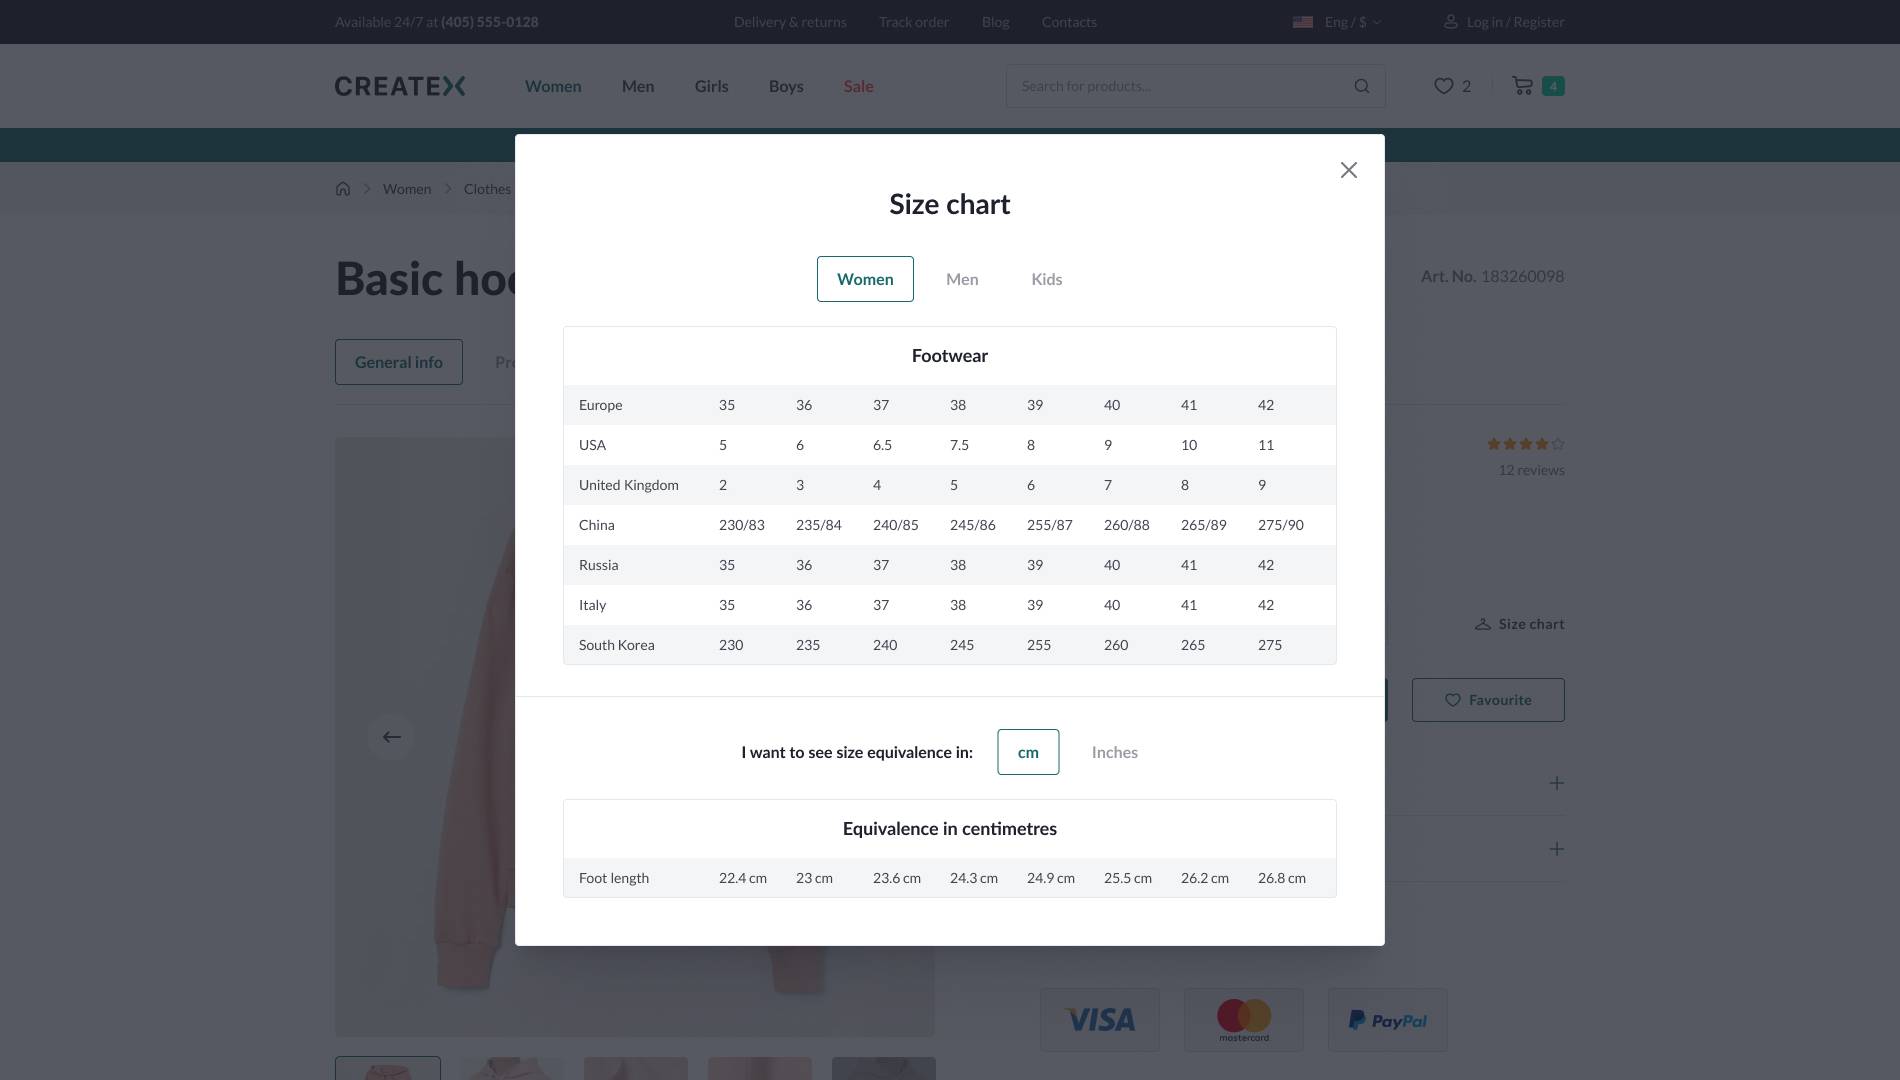 Available 24/7 at (405) 555-0128
Delivery & returns
Track order
Blog
Contacts
Eng / $
Log in / Register
CREATEX
Women
Men
Girls
Boys
Sale
Search for products...
2
4
Women
Clothes
Size chart
Women
Men
Kids
Basic hoo
Art. No. 183260098
General info
Pro
Footwear
Europe 35 36 37 38 39 40 41 42
USA 5 6 6.5 7.5 8 9 10 11
United Kingdom 2 3 4 5 6 7 8 9
China 230/83 235/84 240/85 245/86 255/87 260/88 265/89 275/90
Russia 35 36 37 38 39 40 41 42
Italy 35 36 37 38 39 40 41 42
South Korea 230 235 240 245 255 260 265 275
12 reviews
Size chart
Favourite
I want to see size equivalence in:
cm
Inches
Equivalence in centimetres
Foot length 22.4 cm 23 cm 23.6 cm 24.3 cm 24.9 cm 25.5 cm 26.2 cm 26.8 cm
VISA
mastercard
PayPal